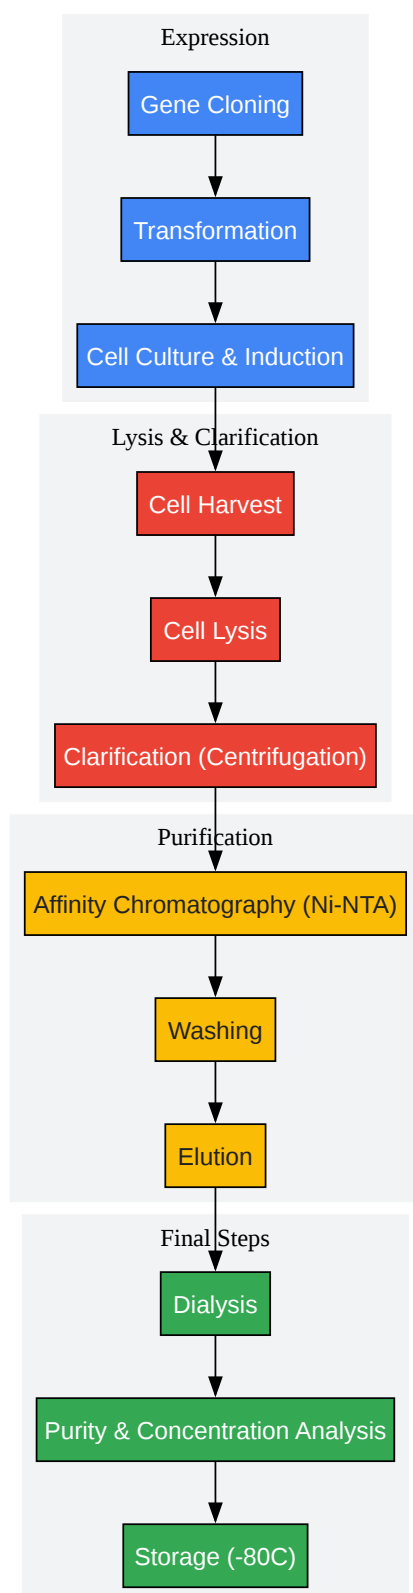 Expression
Gene Cloning
Transformation
Cell Culture & Induction
Lysis & Clarification
Cell Harvest
Cell Lysis
Clarification (Centrifugation)
Purification
Affinity Chromatography (Ni-NTA)
Washing
Elution
Final Steps
Dialysis
Purity & Concentration Analysis
Storage (-80C)